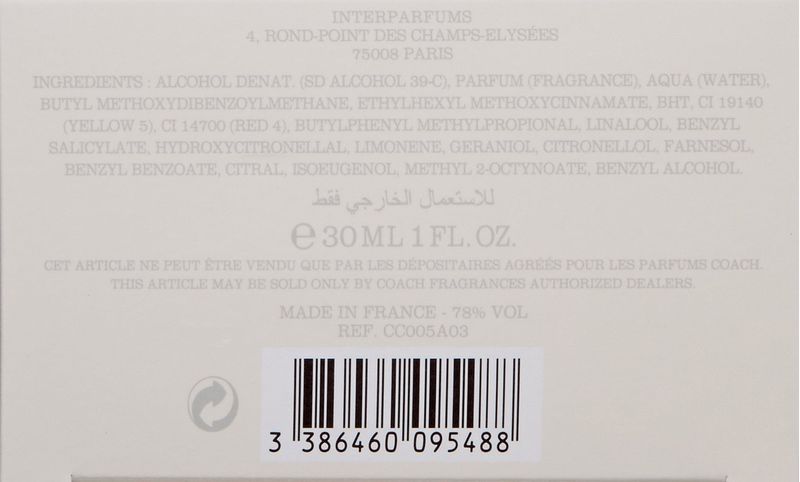 INTERPARFUMS
4, ROND-POINT DES CHAMPS-ELYSÉES
75008 PARIS
INGREDIENTS : ALCOHOL DENAT. (SD ALCOHOL 39-C), PARFUM (FRAGRANCE), AQUA (WATER),
BUTYL METHOXYDIBENZOYLMETHANE, ETHYLHEXYL METHOXYCINNAMATE, BHT, CI 19140
(YELLOW 5), CI 14700 (RED 4), BUTYLPHENYL METHYLPROPIONAL, LINALOOL, BENZYL
SALICYLATE, HYDROXYCITRONELLAL, LIMONENE, GERANIOL, CITRONELLOL, FARNESOL,
BENZYL BENZOATE, CITRAL, ISOEUGENOL, METHYL 2-OCTYNOATE, BENZYL ALCOHOL.
للاستعمال الخارجي فقط
℮ 30 ML 1 FL. OZ.
CET ARTICLE NE PEUT ÊTRE VENDU QUE PAR LES DÉPOSITAIRES AGRÉÉS POUR LES PARFUMS COACH.
THIS ARTICLE MAY BE SOLD ONLY BY COACH FRAGRANCES AUTHORIZED DEALERS.
MADE IN FRANCE - 78% VOL
REF. CC005A03
3 386460 095488